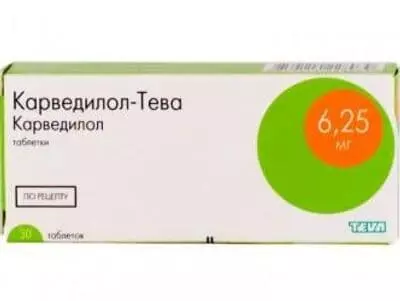 Карведилол-Тева
Карведилол
таблетки
6,25
мг
ПО РЕЦЕПТУ
30 таблеток
TEVA